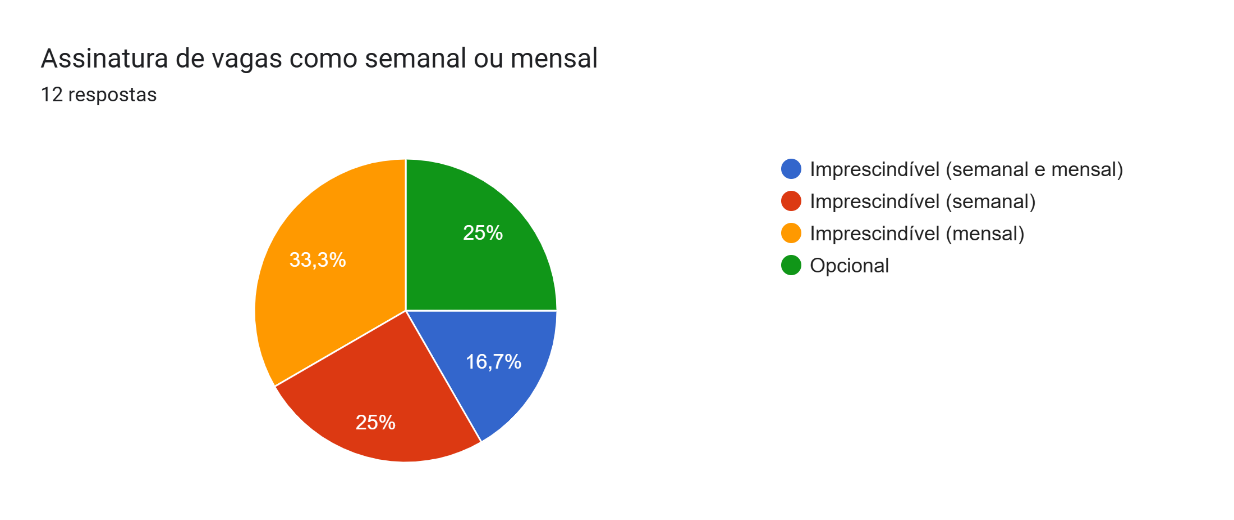 Assinatura de vagas como semanal ou mensal
12 respostas
25%
33,3%
16,7%
25%
Imprescindível (semanal e mensal)
Imprescindível (semanal)
Imprescindível (mensal)
Opcional